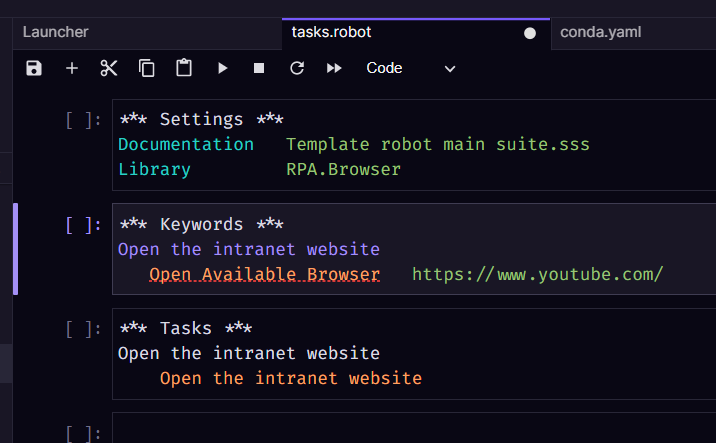 Launcher
tasks.robot
conda.yaml
Code
[ ]:
*** Settings ***
Documentation   Template robot main suite.sss
Library         RPA.Browser
[ ]:
*** Keywords ***
Open the intranet website
   Open Available Browser   https://www.youtube.com/
[ ]:
*** Tasks ***
Open the intranet website
    Open the intranet website
[ ]: